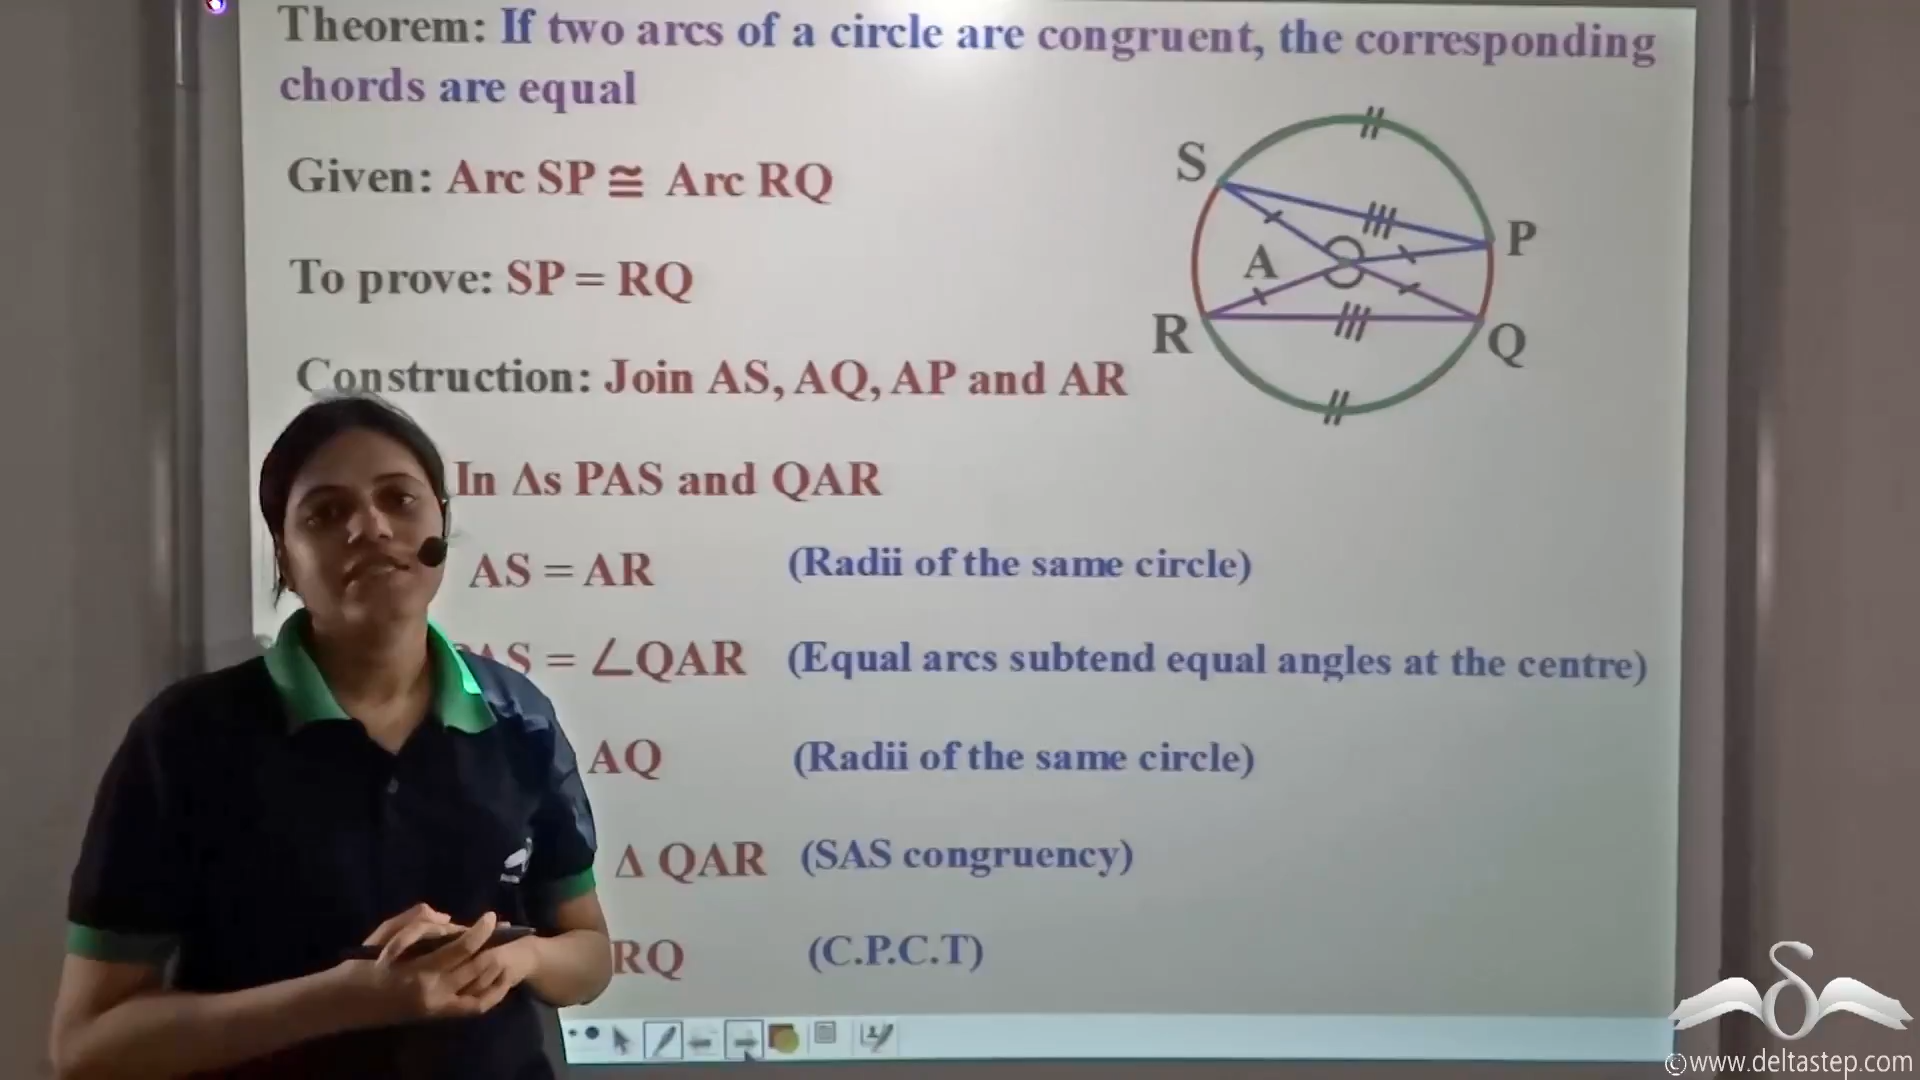 Theorem: If two arcs of a circle are congruent, the corresponding
chords are equal
Given: Arc SP ≅ Arc RQ
To prove: SP = RQ
Construction: Join AS, AQ, AP and AR
In Δs PAS and QAR
AS = AR (Radii of the same circle)
AS = ∠QAR (Equal arcs subtend equal angles at the centre)
AQ (Radii of the same circle)
Δ QAR (SAS congruency)
RQ (C.P.C.T)
S
P
A
R
Q
©www.deltastep.com